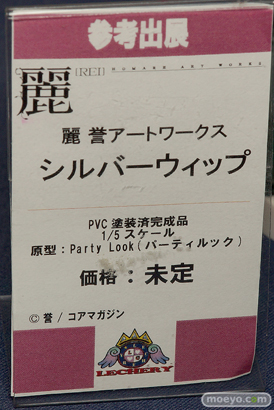 参考出展
麗 [REI] HOMARE ART WORKS
麗 誉アートワークス
シルバーウィップ
PVC 塗装済完成品
1/5 スケール
原型：Party Look(パーティルック)
価格：未定
© 誉 / コアマガジン
LECHERY
moeyo.com